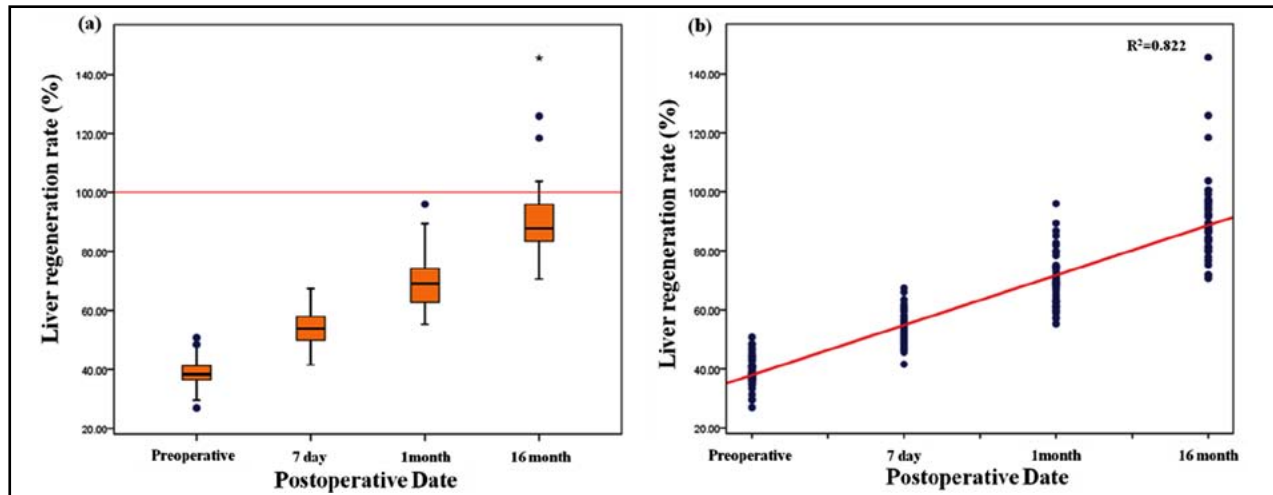 (a)
Liver regeneration rate (%)
140.00
120.00
100.00
80.00
60.00
40.00
20.00
*
Preoperative 7 day 1month 16 month
Postoperative Date
(b)
R²=0.822
Liver regeneration rate (%)
140.00
120.00
100.00
80.00
60.00
40.00
20.00
Preoperative 7 day 1month 16 month
Postoperative Date